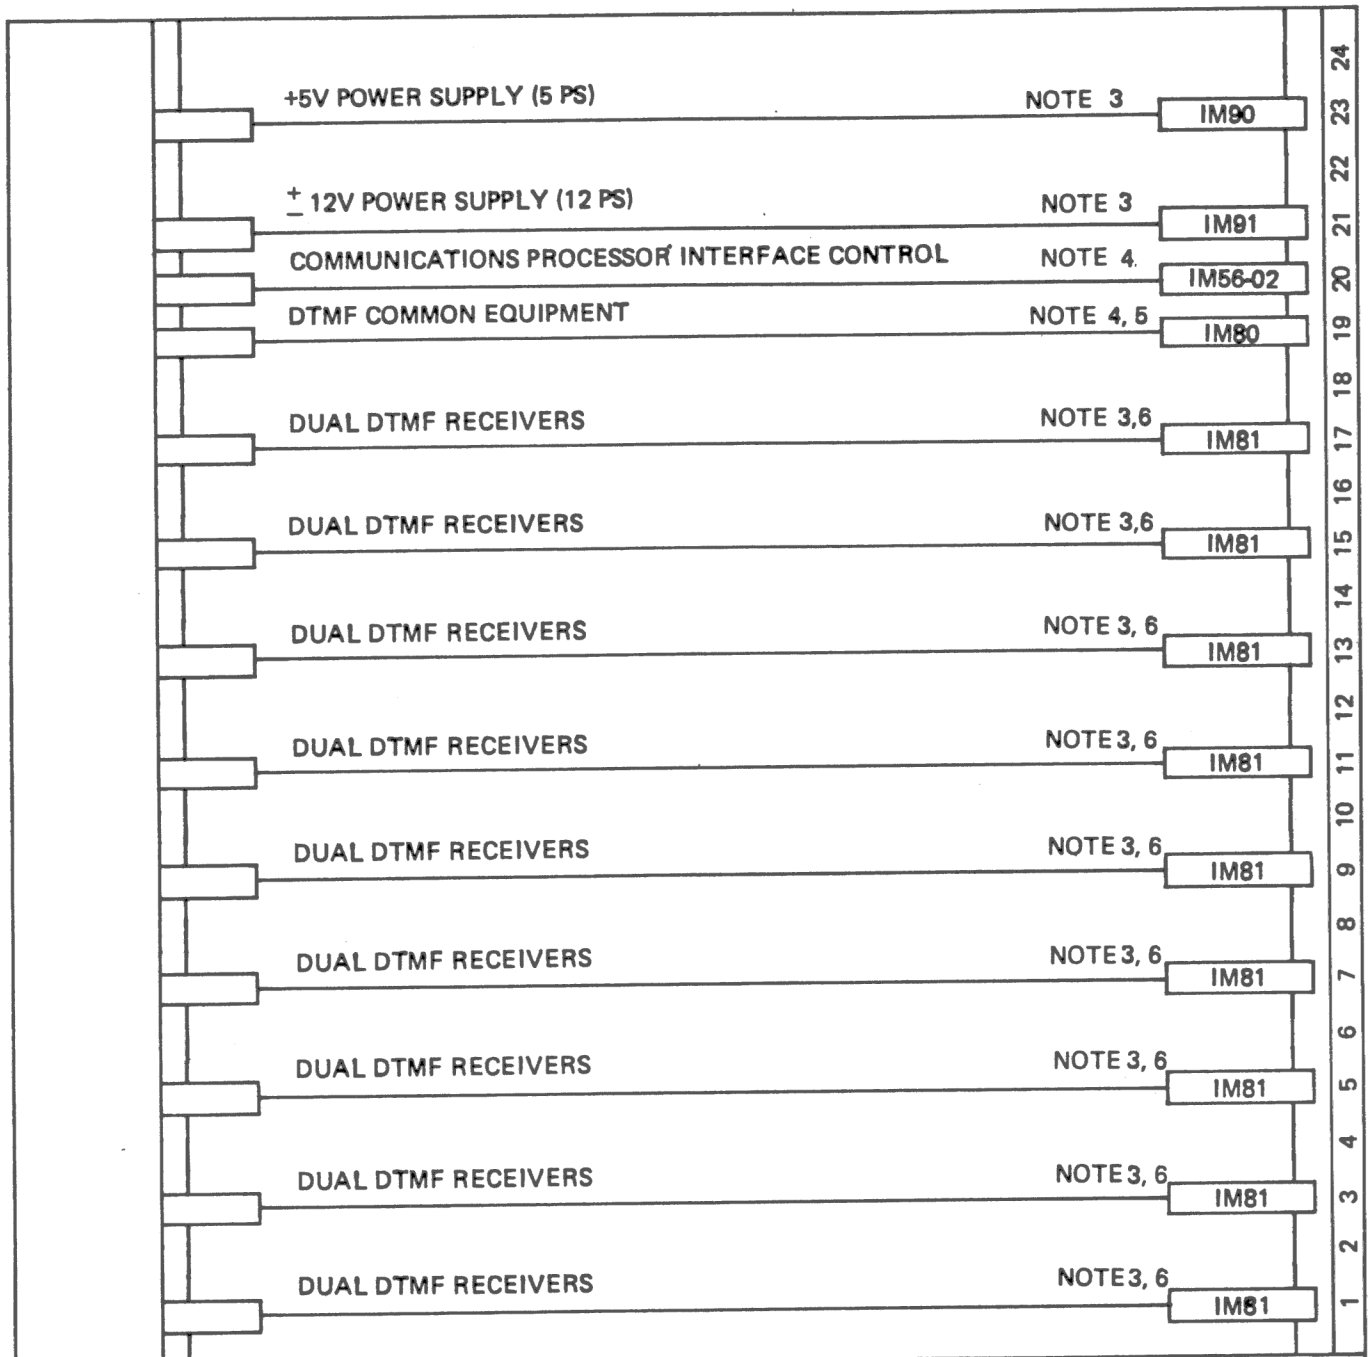 24
+5V POWER SUPPLY (5 PS) NOTE 3 IM90 23
22
± 12V POWER SUPPLY (12 PS) NOTE 3 IM91 21
COMMUNICATIONS PROCESSOR INTERFACE CONTROL NOTE 4. IM56-02 20
DTMF COMMON EQUIPMENT NOTE 4, 5 IM80 19
18
DUAL DTMF RECEIVERS NOTE 3,6 IM81 17
16
DUAL DTMF RECEIVERS NOTE 3,6 IM81 15
14
DUAL DTMF RECEIVERS NOTE 3, 6 IM81 13
12
DUAL DTMF RECEIVERS NOTE 3, 6 IM81 11
10
DUAL DTMF RECEIVERS NOTE 3, 6 IM81 9
8
DUAL DTMF RECEIVERS NOTE 3, 6 IM81 7
6
DUAL DTMF RECEIVERS NOTE 3, 6 IM81 5
4
DUAL DTMF RECEIVERS NOTE 3, 6 IM81 3
2
DUAL DTMF RECEIVERS NOTE 3, 6 IM81 1